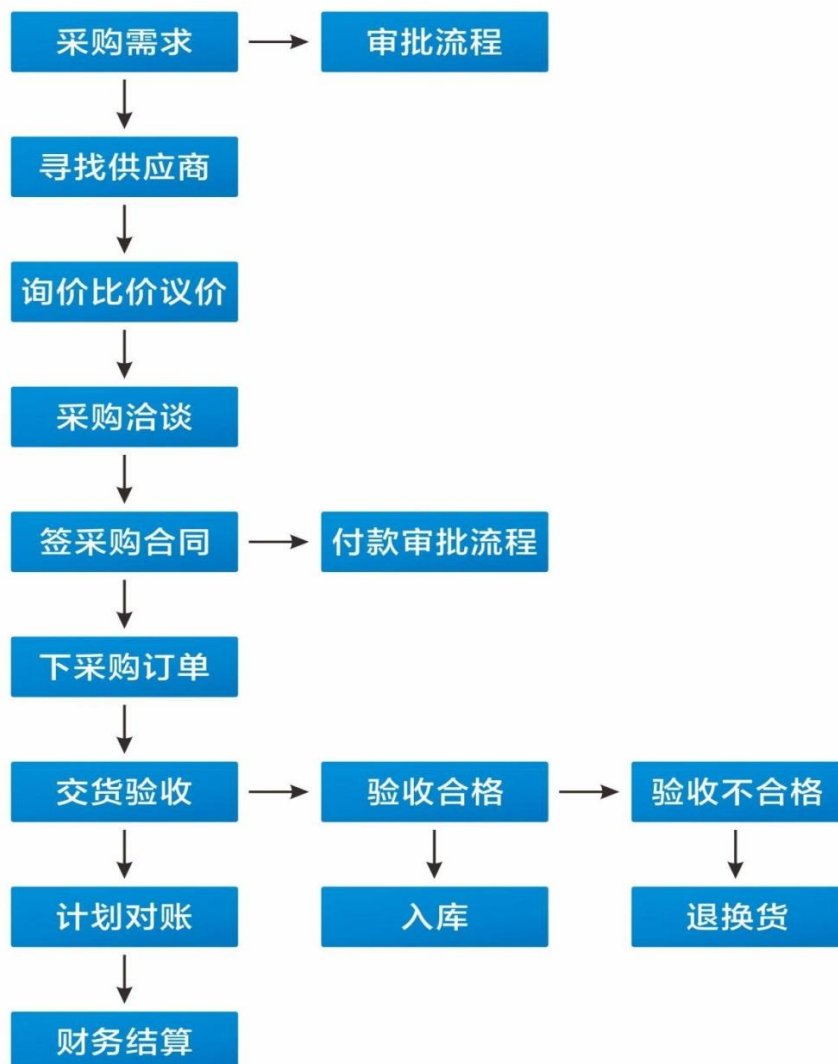 采购需求
审批流程
寻找供应商
询价比价议价
采购洽谈
签采购合同
付款审批流程
下采购订单
交货验收
验收合格
验收不合格
计划对账
入库
退换货
财务结算